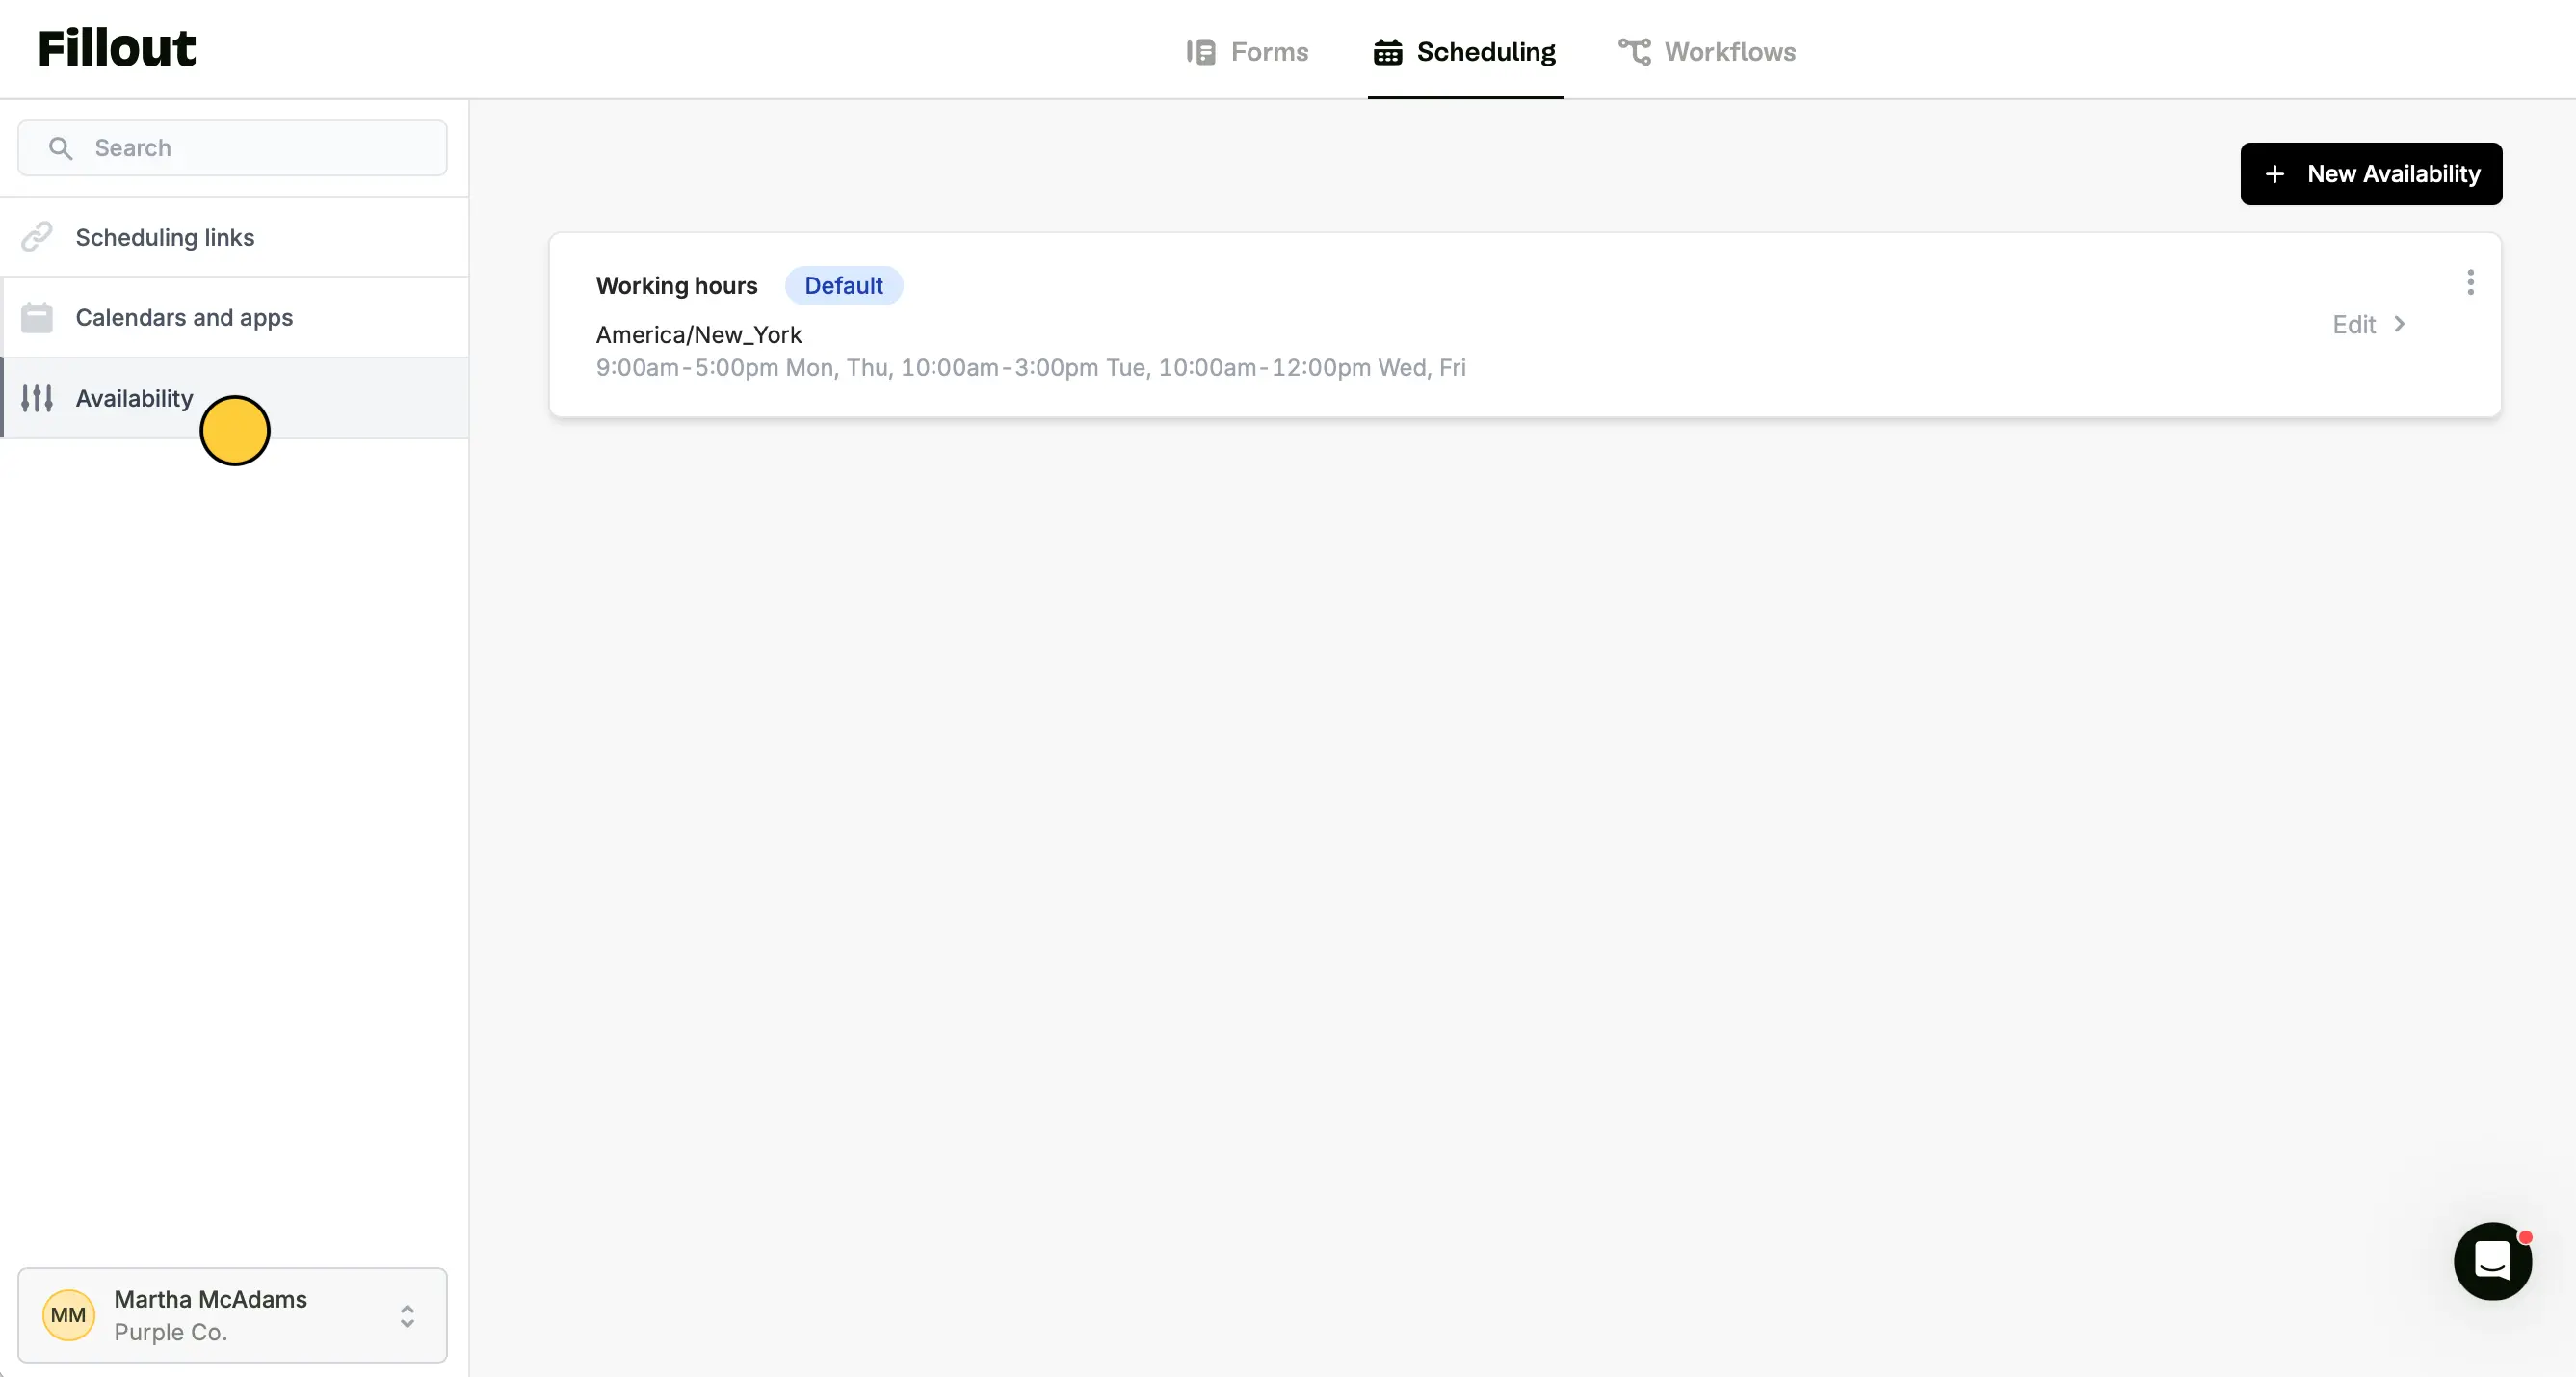 Fillout
Forms
Scheduling
Workflows
Search
Scheduling links
Calendars and apps
Availability
+ New Availability
Working hours Default
America/New_York
9:00am-5:00pm Mon, Thu, 10:00am-3:00pm Tue, 10:00am-12:00pm Wed, Fri
Edit
MM
Martha McAdams
Purple Co.